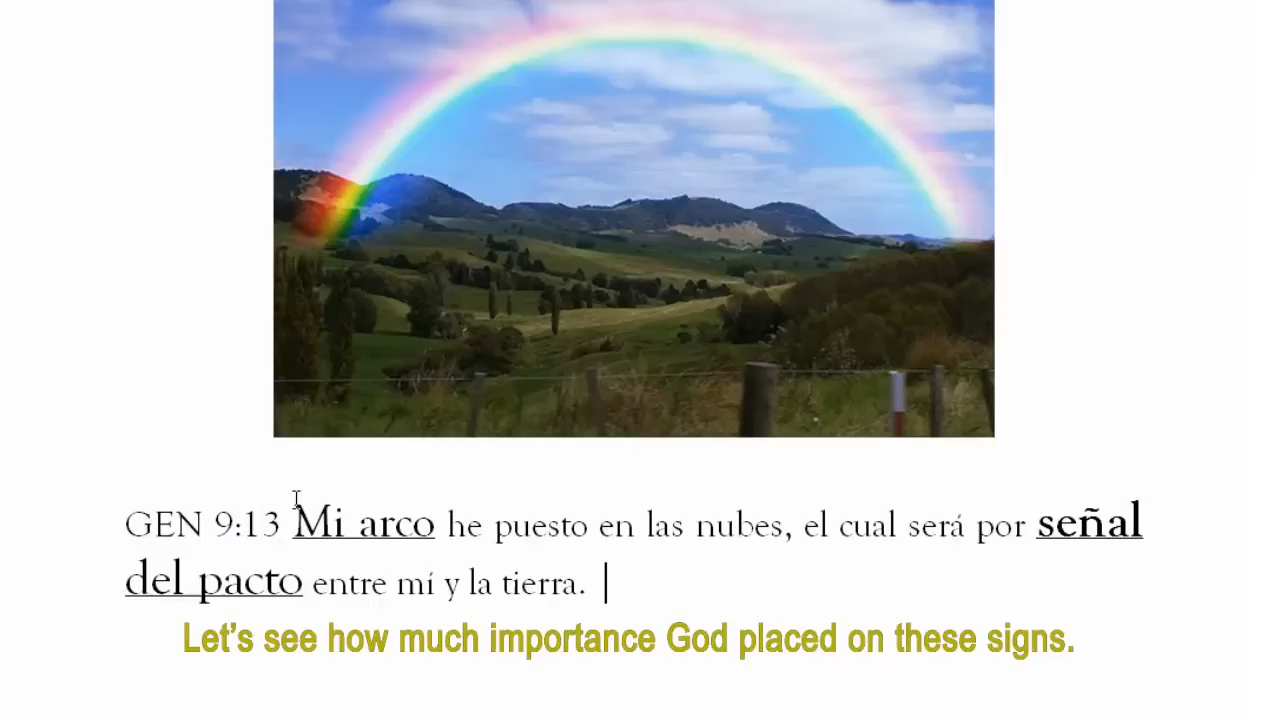 GEN 9:13 Mi arco he puesto en las nubes, el cual será por señal
del pacto entre mí y la tierra.
Let's see how much importance God placed on these signs.